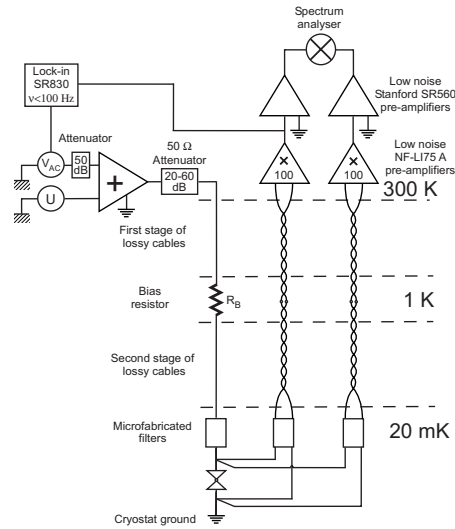 Spectrum
analyser
Lock-in
SR830
ν<100 Hz
Low noise
Stanford SR560
pre-amplifiers
Attenuator
50 Ω
Attenuator
V_AC
50
dB
20-60
dB
+
U
×
100
×
100
Low noise
NF-LI75 A
pre-amplifiers
300 K
First stage of
lossy cables
Bias
resistor
R_B
1 K
Second stage of
lossy cables
Microfabricated
filters
20 mK
Cryostat ground